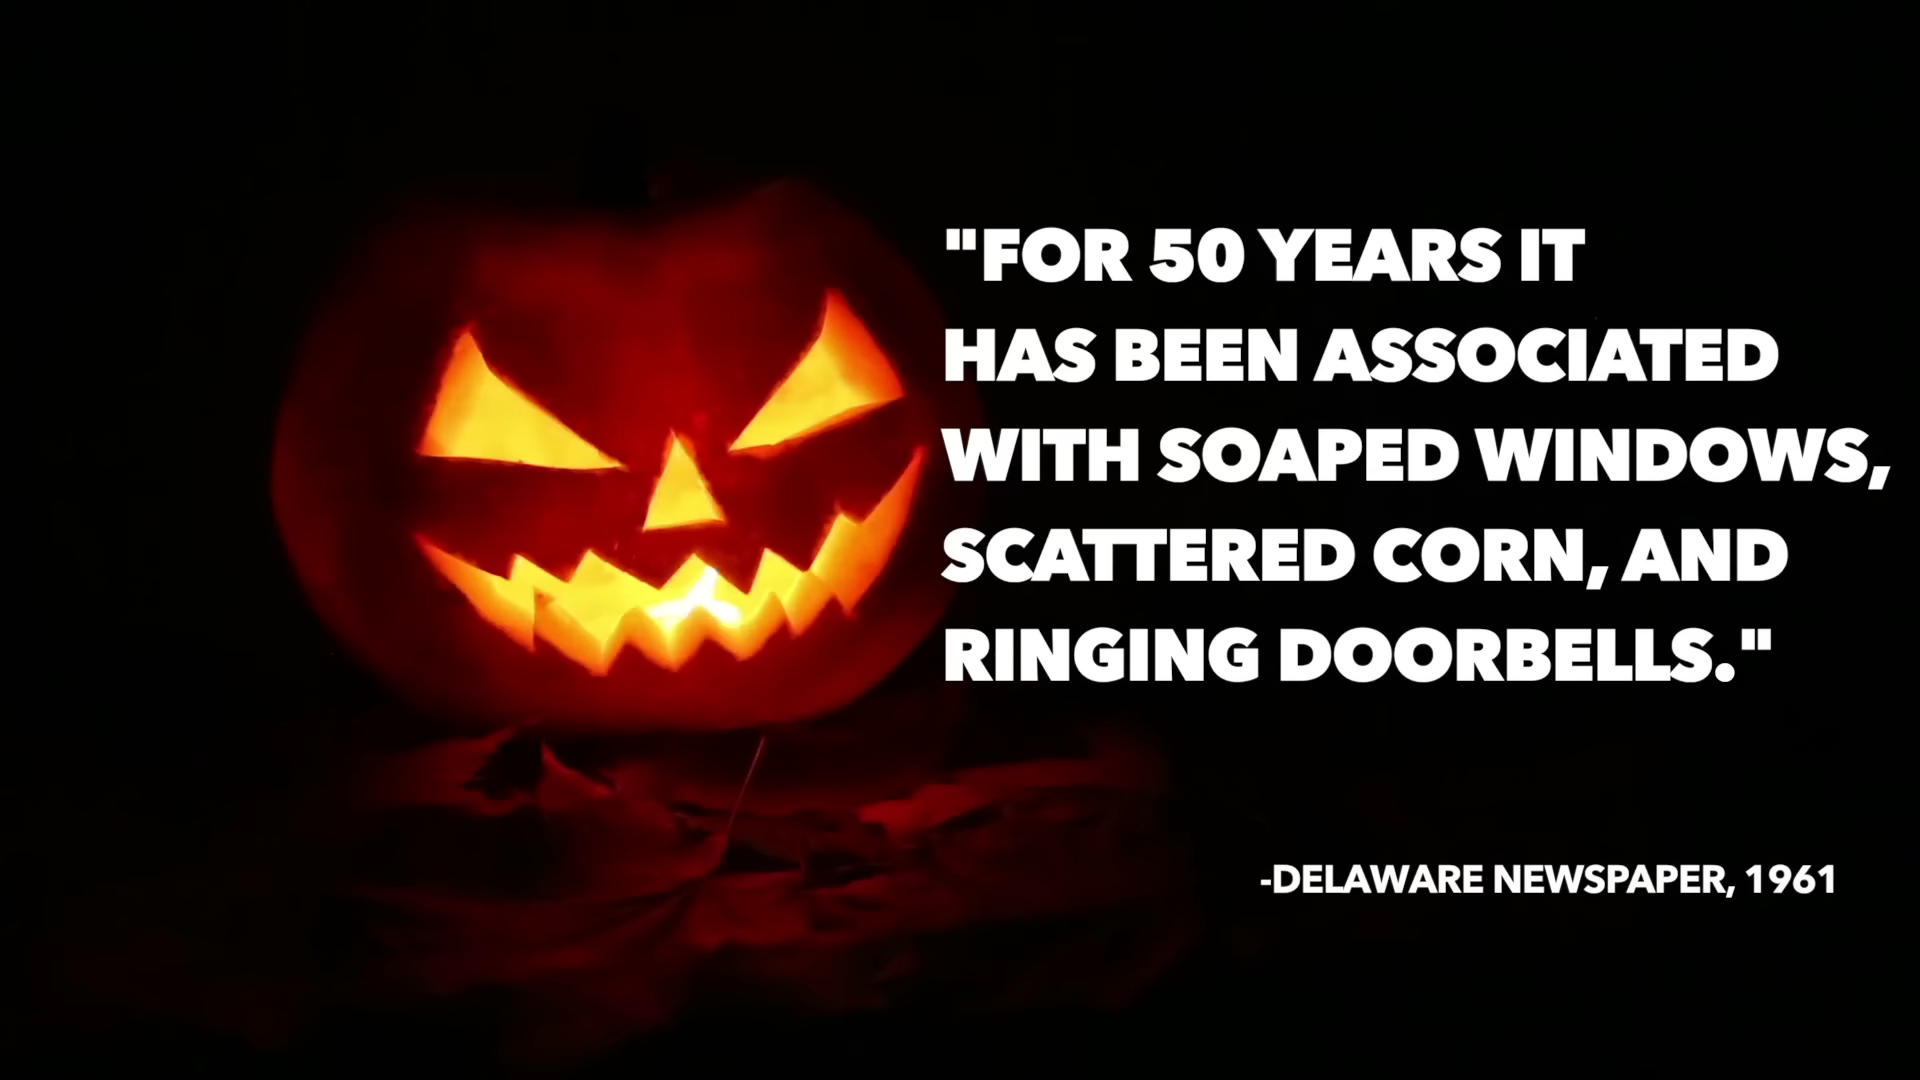 "FOR 50 YEARS IT
HAS BEEN ASSOCIATED
WITH SOAPED WINDOWS,
SCATTERED CORN, AND
RINGING DOORBELLS."
-DELAWARE NEWSPAPER, 1961